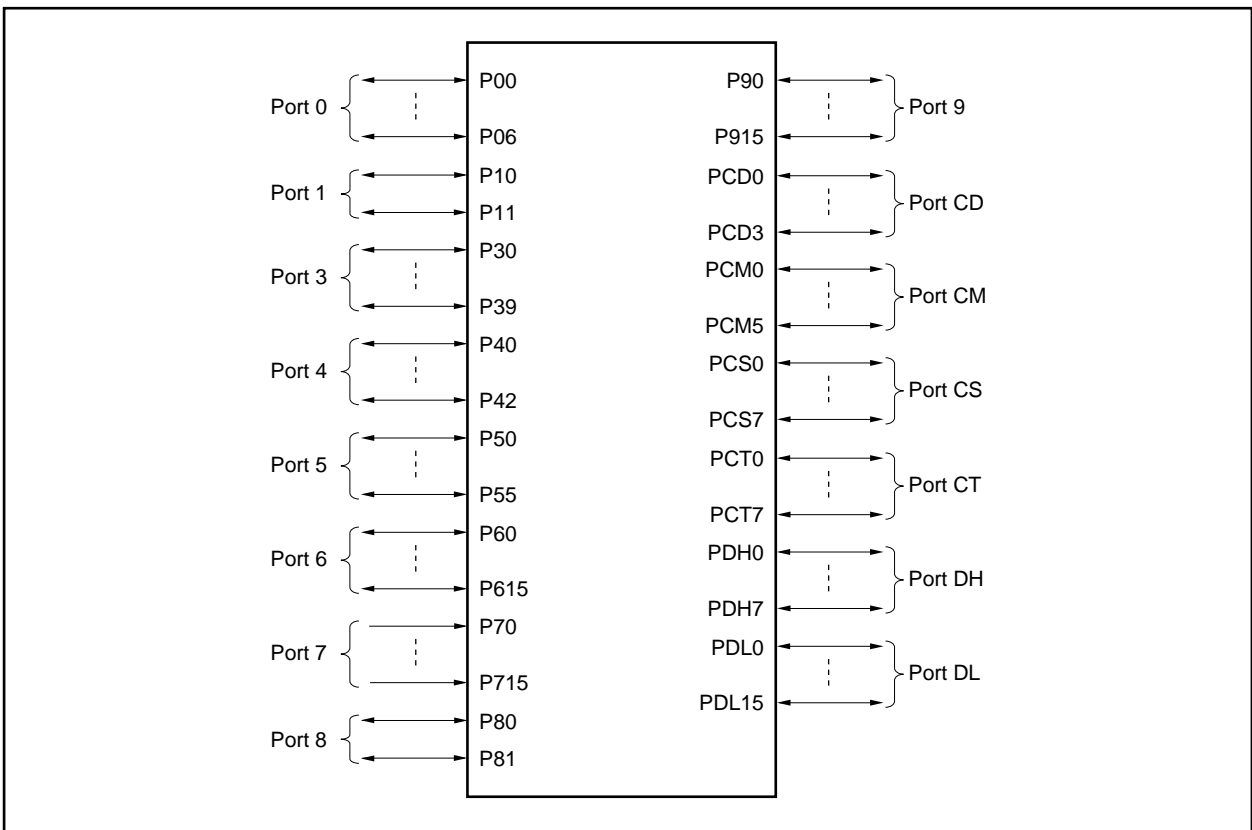 Port 0
P00
P06
Port 1
P10
P11
Port 3
P30
P39
Port 4
P40
P42
Port 5
P50
P55
Port 6
P60
P615
Port 7
P70
P715
Port 8
P80
P81
P90
P915
Port 9
PCD0
PCD3
Port CD
PCM0
PCM5
Port CM
PCS0
PCS7
Port CS
PCT0
PCT7
Port CT
PDH0
PDH7
Port DH
PDL0
PDL15
Port DL